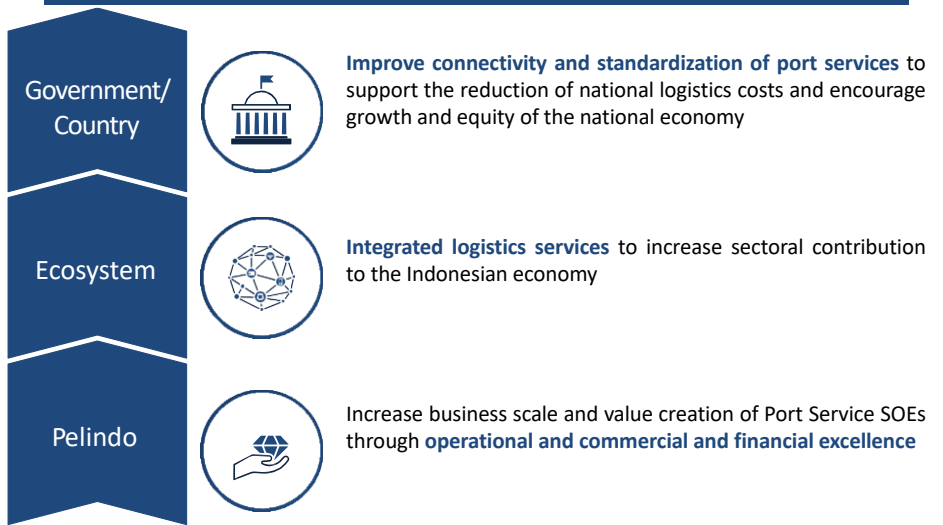 Government/
Country
Improve connectivity and standardization of port services to
support the reduction of national logistics costs and encourage
growth and equity of the national economy
Ecosystem
Integrated logistics services to increase sectoral contribution
to the Indonesian economy
Pelindo
Increase business scale and value creation of Port Service SOEs
through operational and commercial and financial excellence